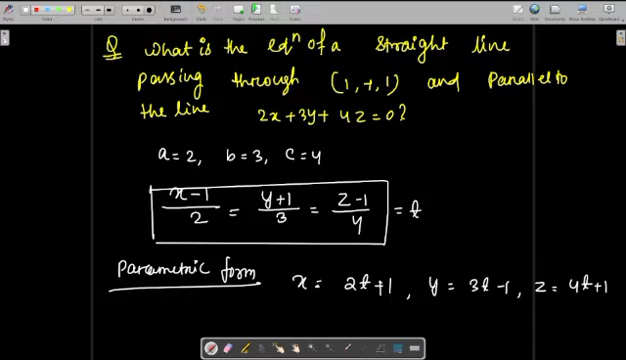 Q What is the eqⁿ of a straight line
passing through (1, -1, 1) and Parallel to
the line 2x+3y+4z=0?
a=2, b=3, c=4
x-1/2 = y+1/3 = z-1/4 = t
Parametric form x = 2t+1, y = 3t-1, z = 4t+1